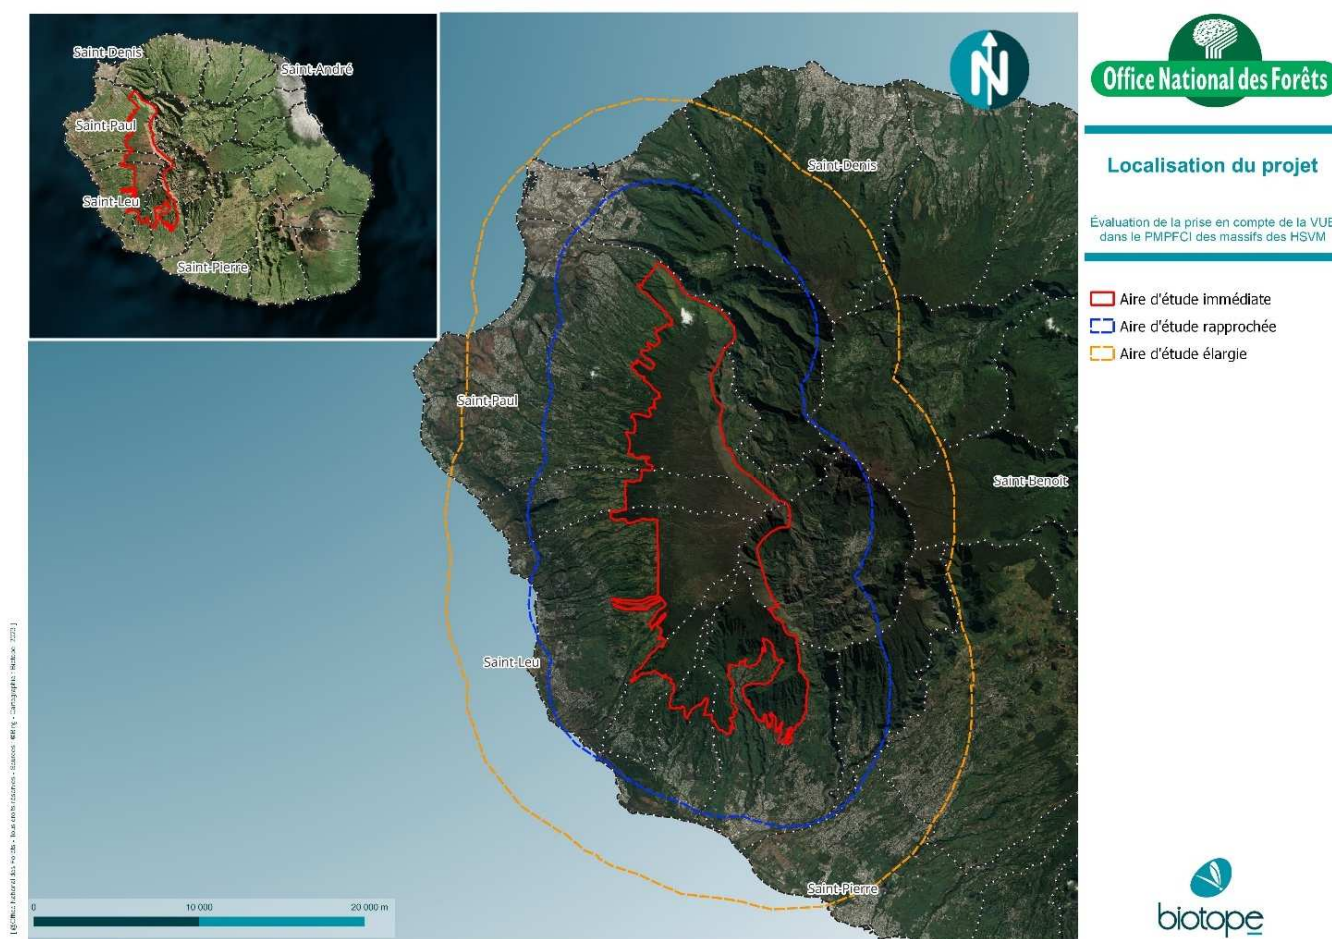 Saint-Denis
Saint-André
Saint-Paul
Saint-Leu
Saint-Pierre
N
Saint-Denis
Saint-Paul
Saint-Benoît
Saint-Leu
Saint-Pierre
0 10 000 20 000 m
Office National des Forêts
Localisation du projet
Évaluation de la prise en compte de la VUE
dans le PMPFCI des massifs des HSVM
Aire d'étude immédiate
Aire d'étude rapprochée
Aire d'étude élargie
biotope